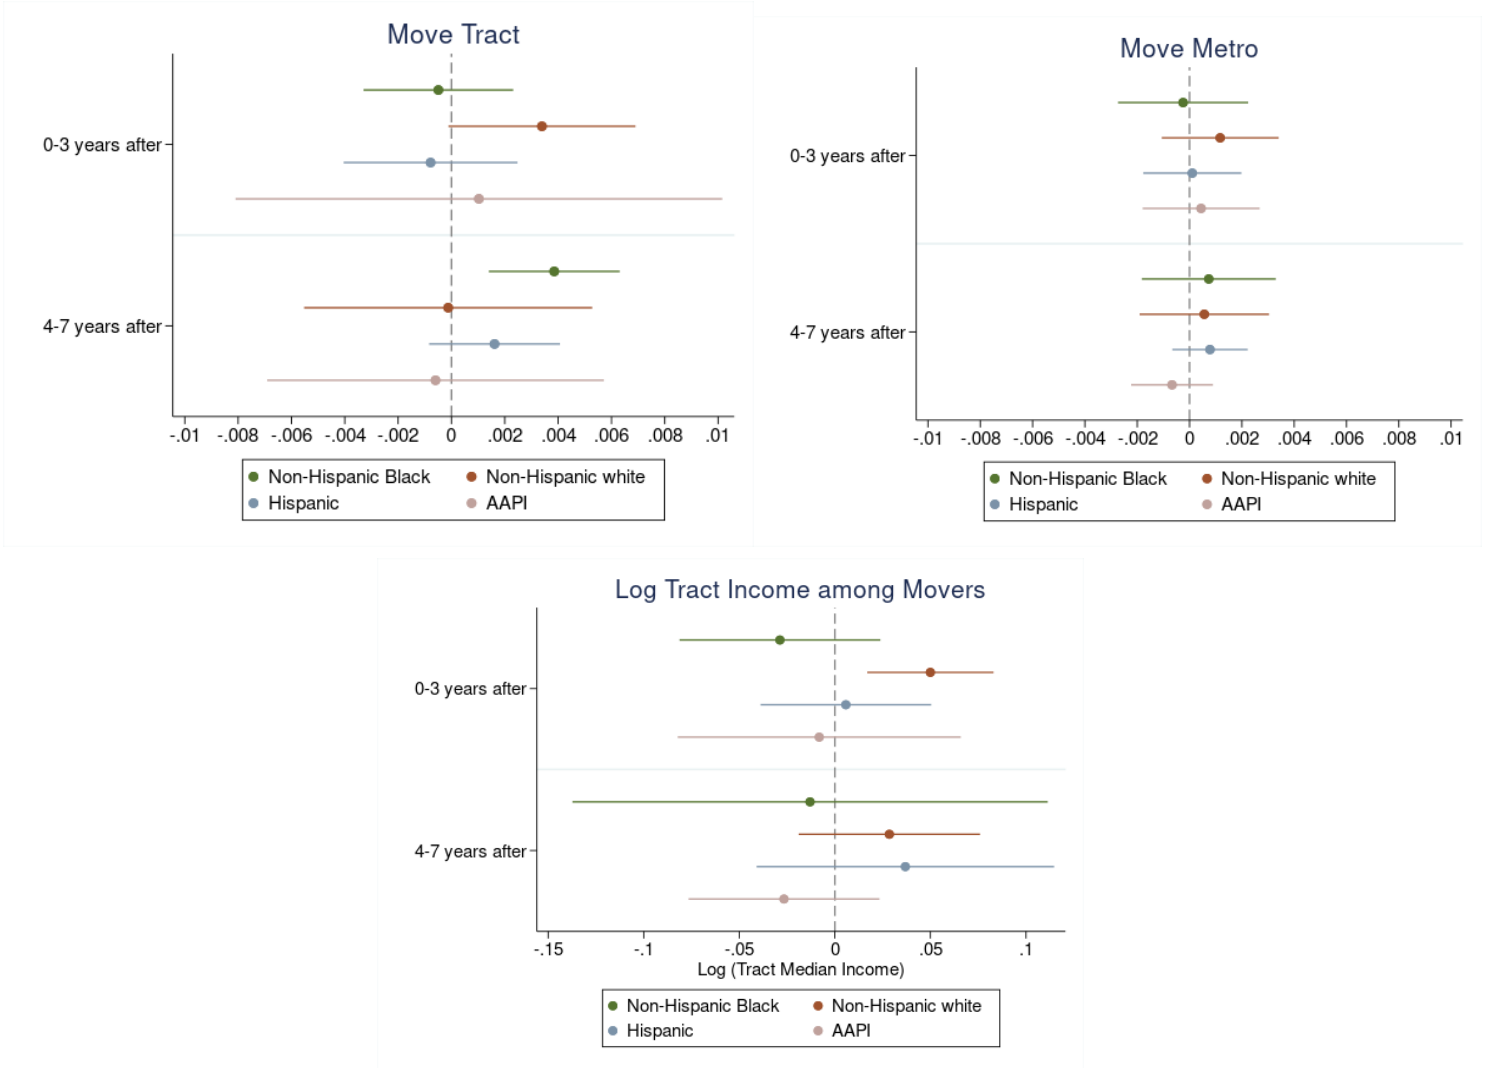 Move Tract
0-3 years after
4-7 years after
-.01 -.008 -.006 -.004 -.002 0 .002 .004 .006 .008 .01
Non-Hispanic Black Non-Hispanic white
Hispanic AAPI
Move Metro
0-3 years after
4-7 years after
-.01 -.008 -.006 -.004 -.002 0 .002 .004 .006 .008 .01
Non-Hispanic Black Non-Hispanic white
Hispanic AAPI
Log Tract Income among Movers
0-3 years after
4-7 years after
-.15 -.1 -.05 0 .05 .1
Log (Tract Median Income)
Non-Hispanic Black Non-Hispanic white
Hispanic AAPI